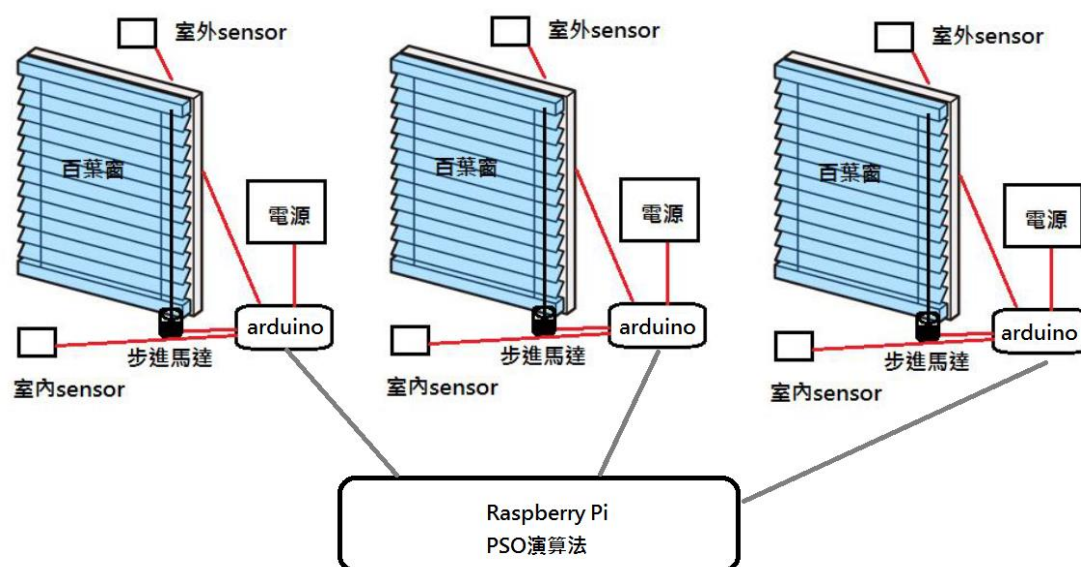 室外sensor
百葉窗
電源
arduino
步進馬達
室內sensor
室外sensor
百葉窗
電源
arduino
步進馬達
室內sensor
室外sensor
百葉窗
電源
arduino
步進馬達
室內sensor
Raspberry Pi
PSO演算法